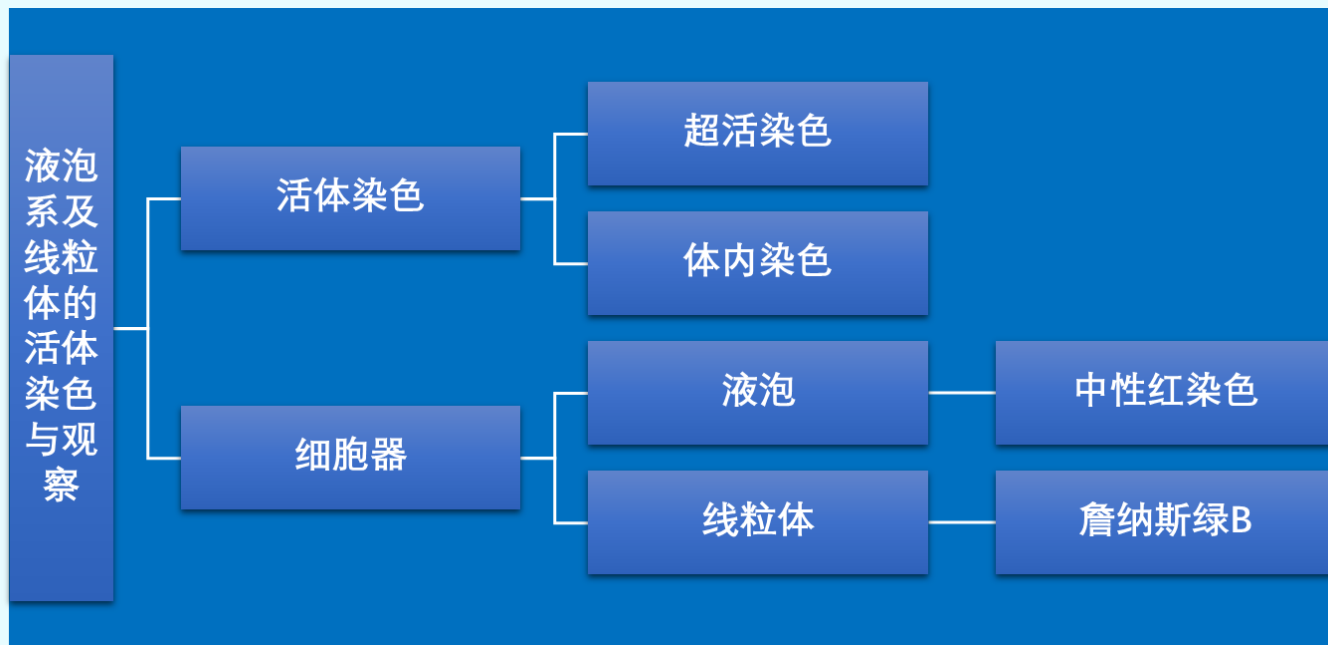 液泡
系及
线粒
体的
活体
染色
与观
察
活体染色
超活染色
体内染色
细胞器
液泡
中性红染色
线粒体
詹纳斯绿B